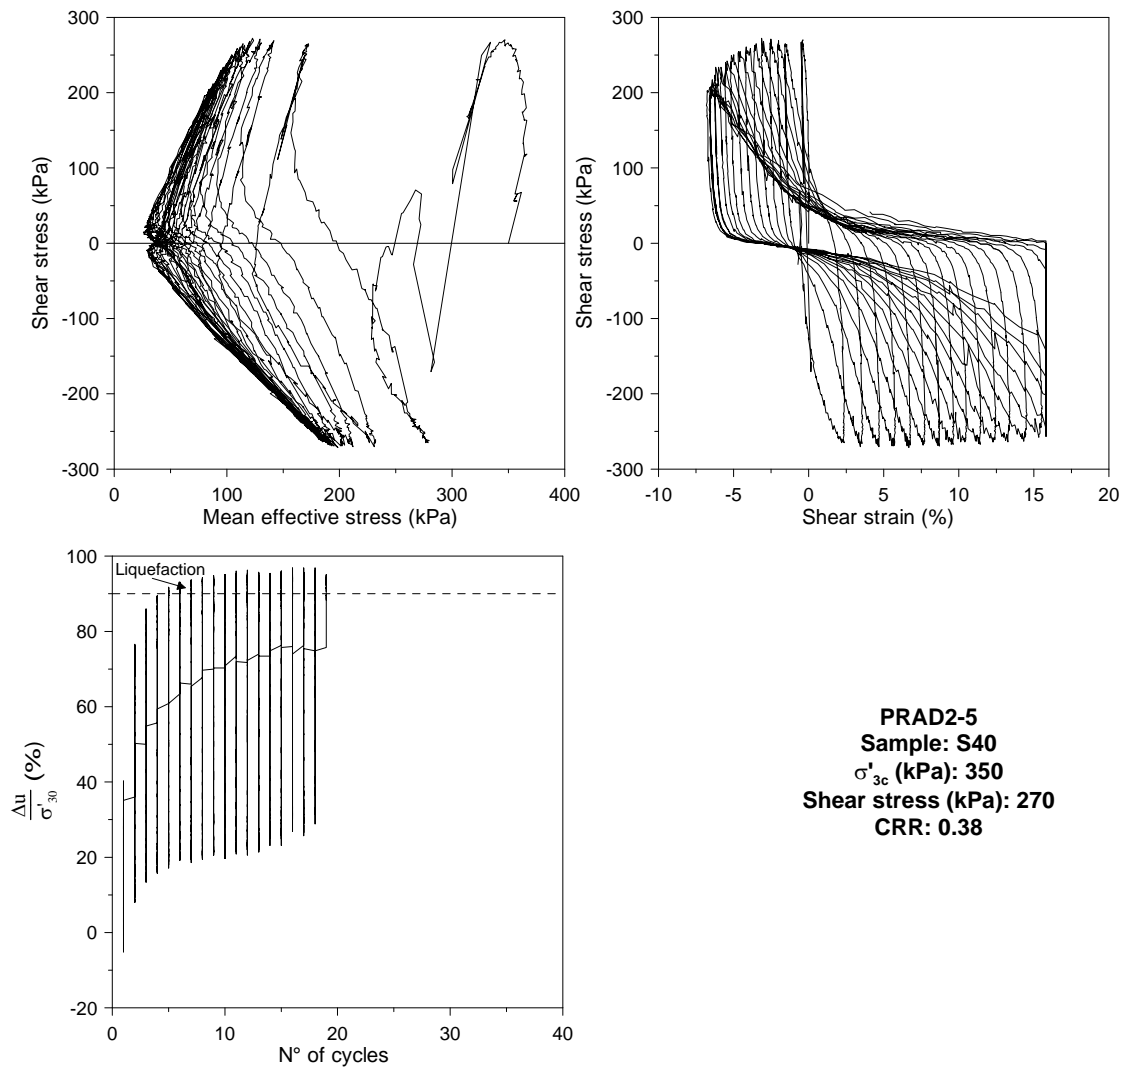 300
200
100
0
-100
-200
-300
Shear stress (kPa)
0 100 200 300 400
Mean effective stress (kPa)
300
200
100
0
-100
-200
-300
Shear stress (kPa)
-10 -5 0 5 10 15 20
Shear strain (%)
100
80
60
40
20
0
-20
Δu
σ'30 (%)
Liquefaction
0 10 20 30 40
N° of cycles
PRAD2-5
Sample: S40
σ'3c (kPa): 350
Shear stress (kPa): 270
CRR: 0.38